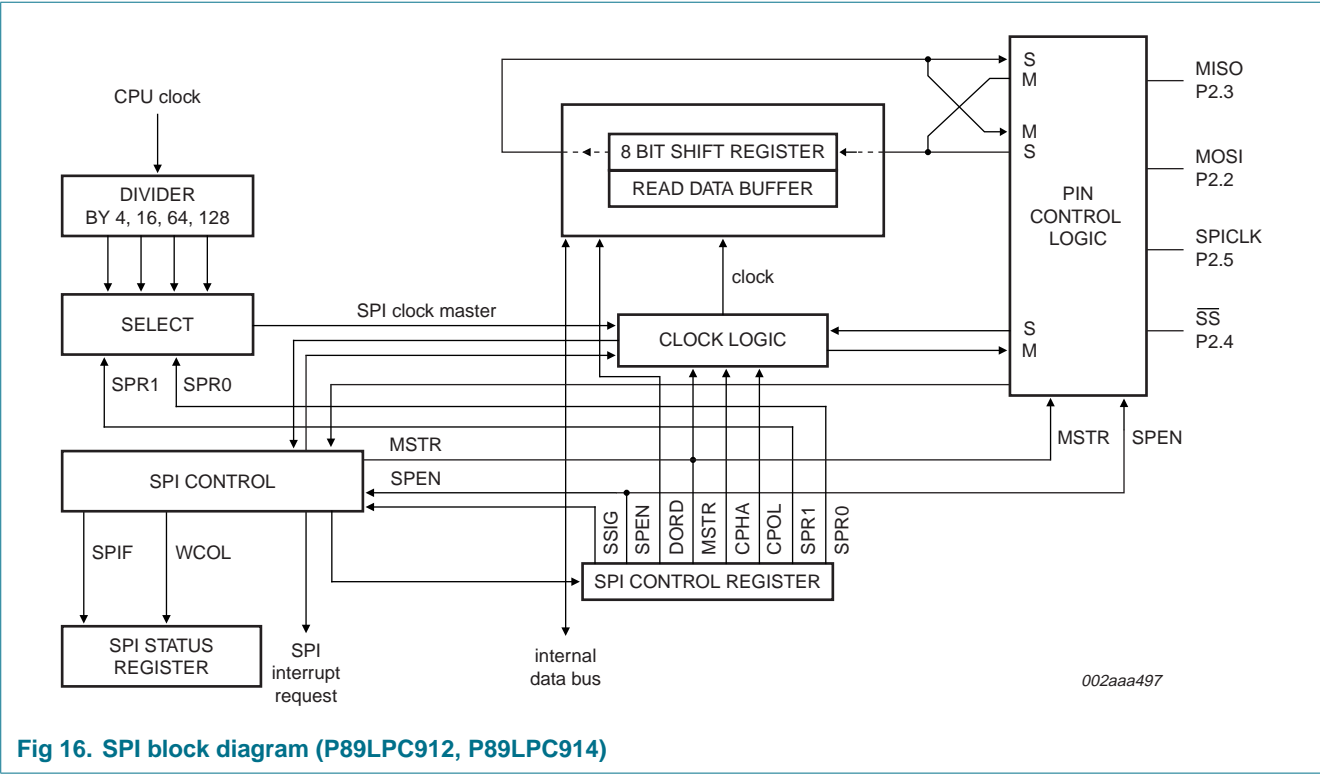 CPU clock
DIVIDER
BY 4, 16, 64, 128
SELECT
SPR1
SPR0
SPI clock master
8 BIT SHIFT REGISTER
READ DATA BUFFER
clock
CLOCK LOGIC
S
M
M
S
PIN
CONTROL
LOGIC
S
M
MISO
P2.3
MOSI
P2.2
SPICLK
P2.5
SS
P2.4
MSTR
SPEN
MSTR
SPEN
SPI CONTROL
SPIF
WCOL
SSIG
SPEN
DORD
MSTR
CPHA
CPOL
SPR1
SPR0
SPI CONTROL REGISTER
SPI STATUS
REGISTER
SPI
interrupt
request
internal
data bus
002aaa497
Fig 16. SPI block diagram (P89LPC912, P89LPC914)